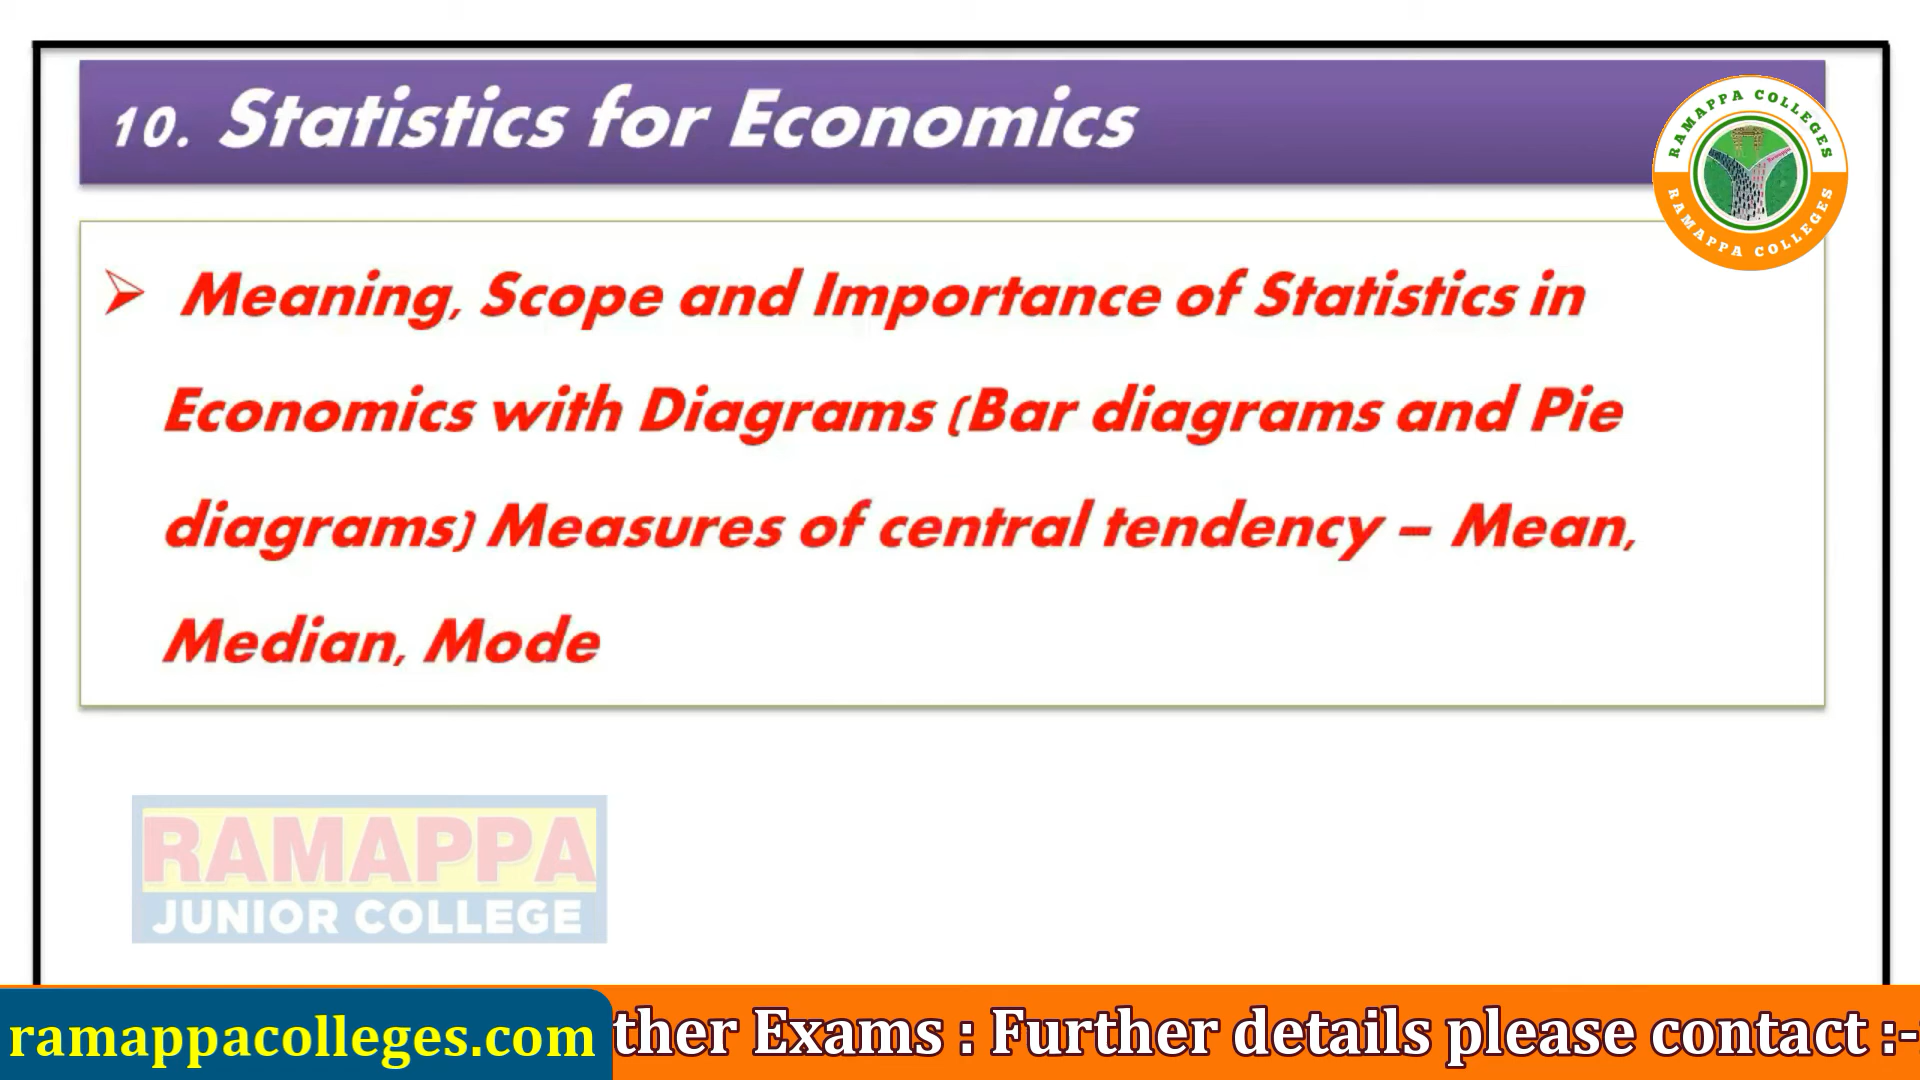 10. Statistics for Economics
RAMAPPA COLLEGES
RAMAPPA COLLEGES
Meaning, Scope and Importance of Statistics in
Economics with Diagrams (Bar diagrams and Pie
diagrams) Measures of central tendency – Mean,
Median, Mode
RAMAPPA
JUNIOR COLLEGE
ramappacolleges.com
ther Exams : Further details please contact :-